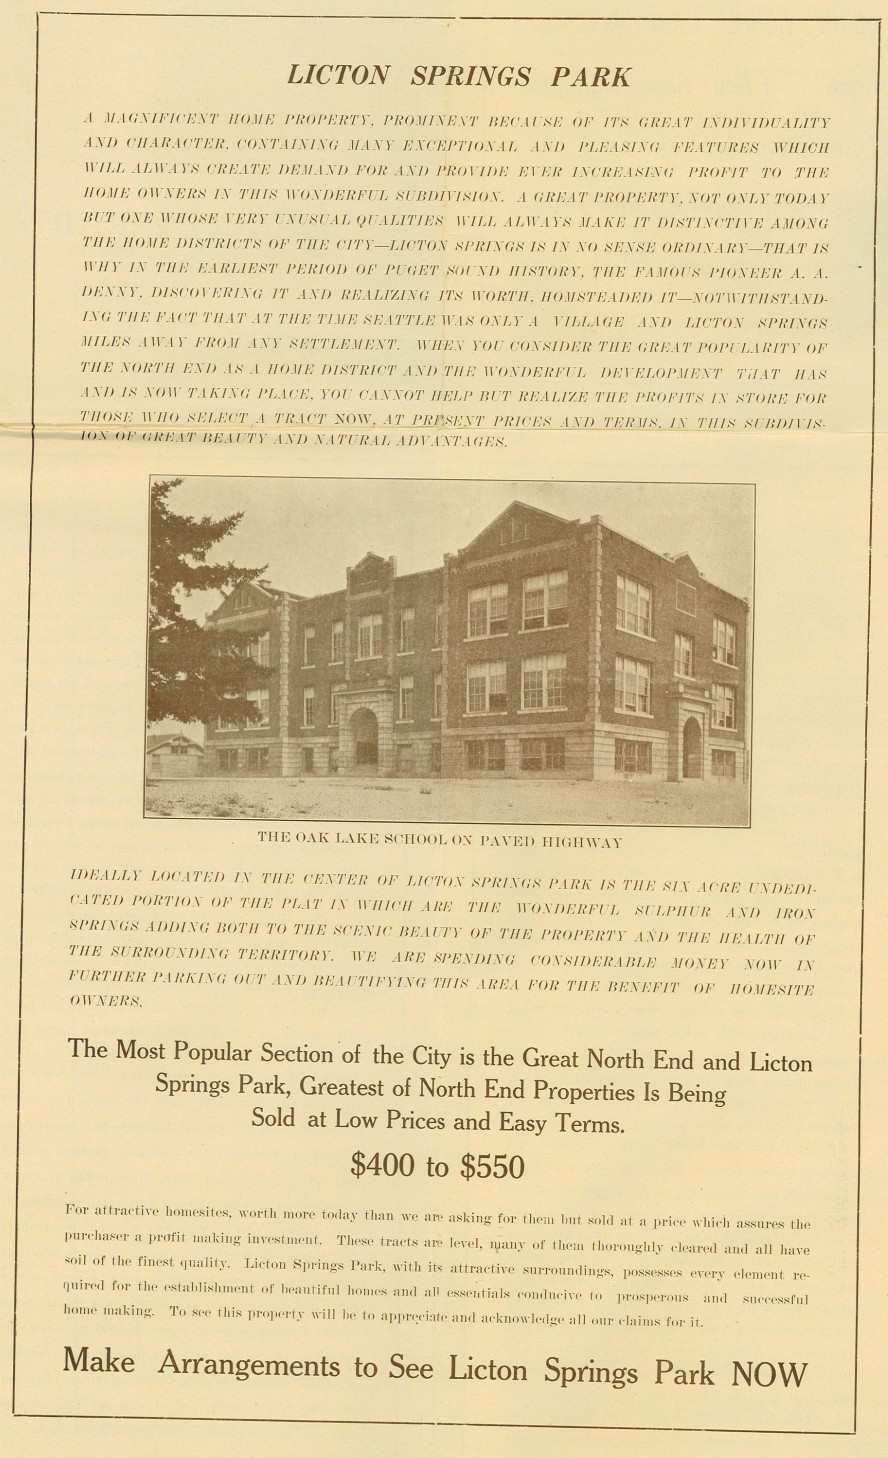 LICTON SPRINGS PARK
A MAGNIFICENT HOME PROPERTY, PROMINENT BECAUSE OF ITS GREAT INDIVIDUALITY
AND CHARACTER, CONTAINING MANY EXCEPTIONAL AND PLEASING FEATURES WHICH
WILL ALWAYS CREATE DEMAND FOR AND PROVIDE EVER INCREASING PROFIT TO THE
HOME OWNERS IN THIS WONDERFUL SUBDIVISION. A GREAT PROPERTY, NOT ONLY TODAY
BUT ONE WHOSE VERY UNUSUAL QUALITIES WILL ALWAYS MAKE IT DISTINCTIVE AMONG
THE HOME DISTRICTS OF THE CITY—LICTON SPRINGS IS IN NO SENSE ORDINARY—THAT IS
WHY IN THE EARLIEST PERIOD OF PUGET SOUND HISTORY, THE FAMOUS PIONEER A. A.
DENNY, DISCOVERING IT AND REALIZING ITS WORTH, HOMSTEADED IT—NOTWITHSTAND-
ING THE FACT THAT AT THE TIME SEATTLE WAS ONLY A VILLAGE AND LICTON SPRINGS
MILES AWAY FROM ANY SETTLEMENT. WHEN YOU CONSIDER THE GREAT POPULARITY OF
THE NORTH END AS A HOME DISTRICT AND THE WONDERFUL DEVELOPMENT THAT HAS
AND IS NOW TAKING PLACE, YOU CANNOT HELP BUT REALIZE THE PROFITS IN STORE FOR
THOSE WHO SELECT A TRACT NOW, AT PRESENT PRICES AND TERMS, IN THIS SUBDIVIS-
ION OF GREAT BEAUTY AND NATURAL ADVANTAGES.
THE OAK LAKE SCHOOL ON PAVED HIGHWAY
IDEALLY LOCATED IN THE CENTER OF LICTON SPRINGS PARK IS THE SIX ACRE UNDEDI-
CATED PORTION OF THE PLAT IN WHICH ARE THE WONDERFUL SULPHUR AND IRON
SPRINGS ADDING BOTH TO THE SCENIC BEAUTY OF THE PROPERTY AND THE HEALTH OF
THE SURROUNDING TERRITORY. WE ARE SPENDING CONSIDERABLE MONEY NOW IN
FURTHER PARKING OUT AND BEAUTIFYING THIS AREA FOR THE BENEFIT OF HOMESITE
OWNERS.
The Most Popular Section of the City is the Great North End and Licton
Springs Park, Greatest of North End Properties Is Being
Sold at Low Prices and Easy Terms.
$400 to $550
For attractive homesites, worth more today than we are asking for them but sold at a price which assures the
purchaser a profit making investment. These tracts are level, many of them thoroughly cleared and all have
soil of the finest quality. Licton Springs Park, with its attractive surroundings, possesses every element re-
quired for the establishment of beautiful homes and all essentials conducive to prosperous and successful
home making. To see this property will be to appreciate and acknowledge all our claims for it.
Make Arrangements to See Licton Springs Park NOW